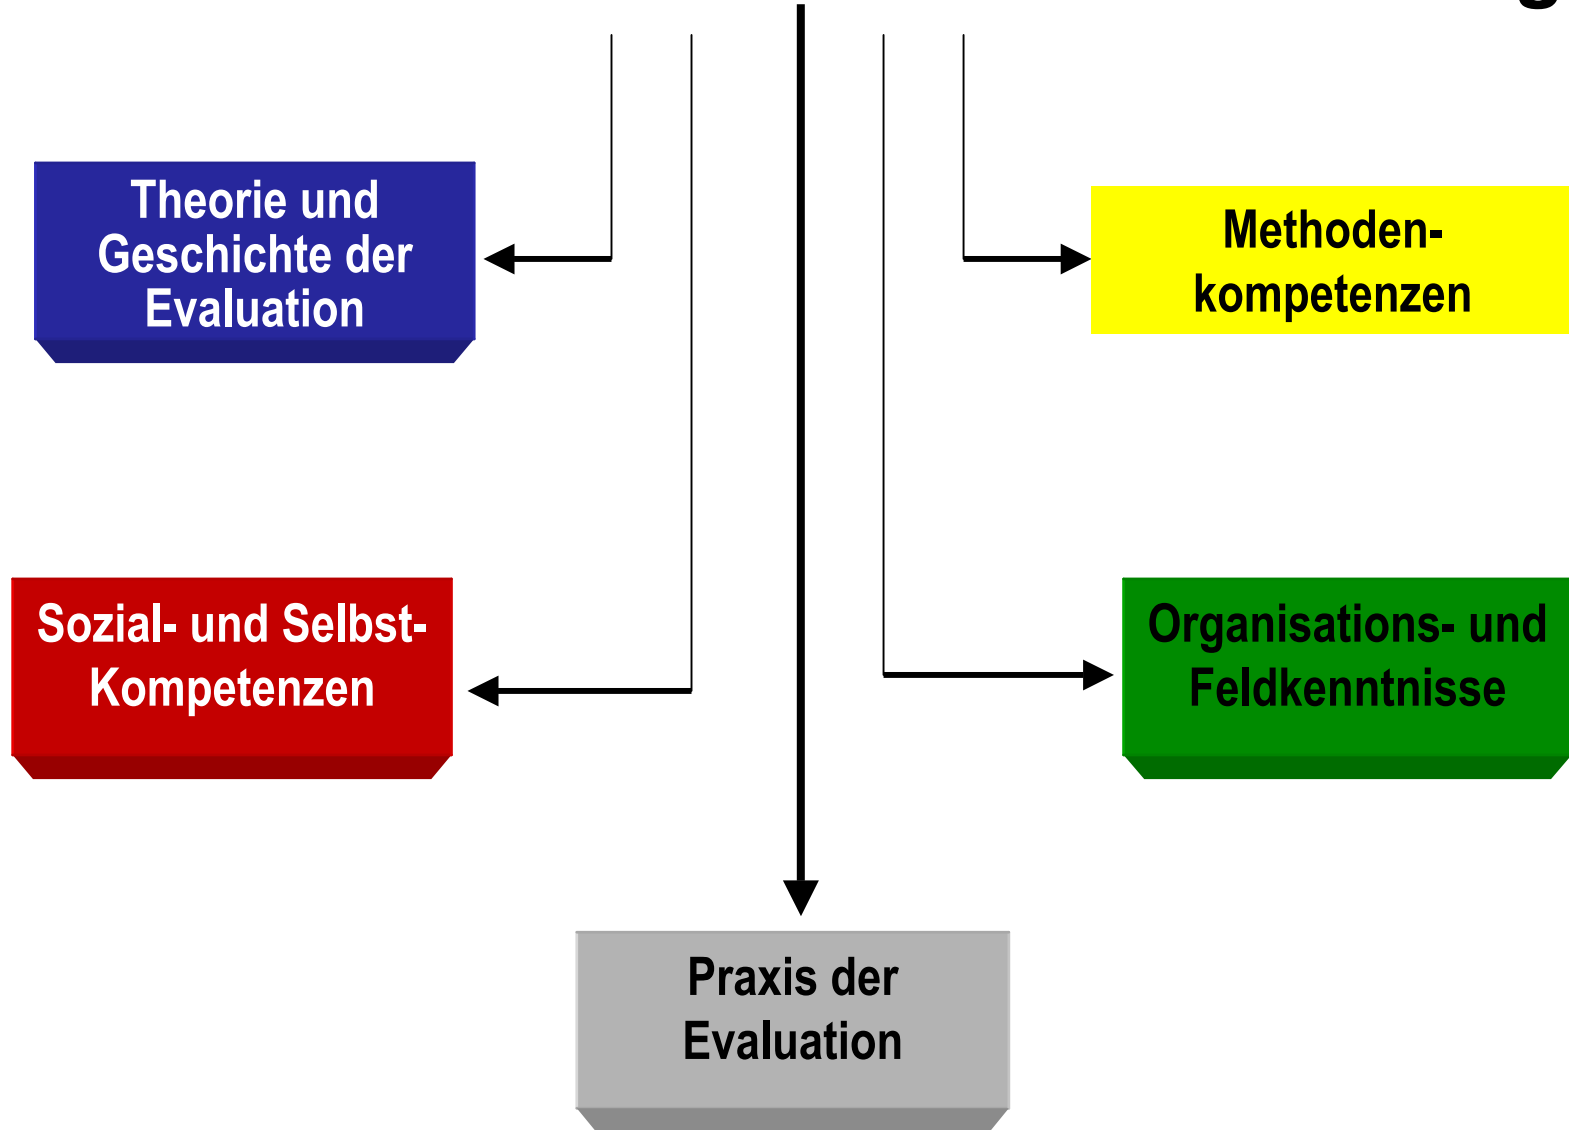 Theorie und
Geschichte der
Evaluation
Methoden-
kompetenzen
Sozial- und Selbst-
Kompetenzen
Organisations- und
Feldkenntnisse
Praxis der
Evaluation